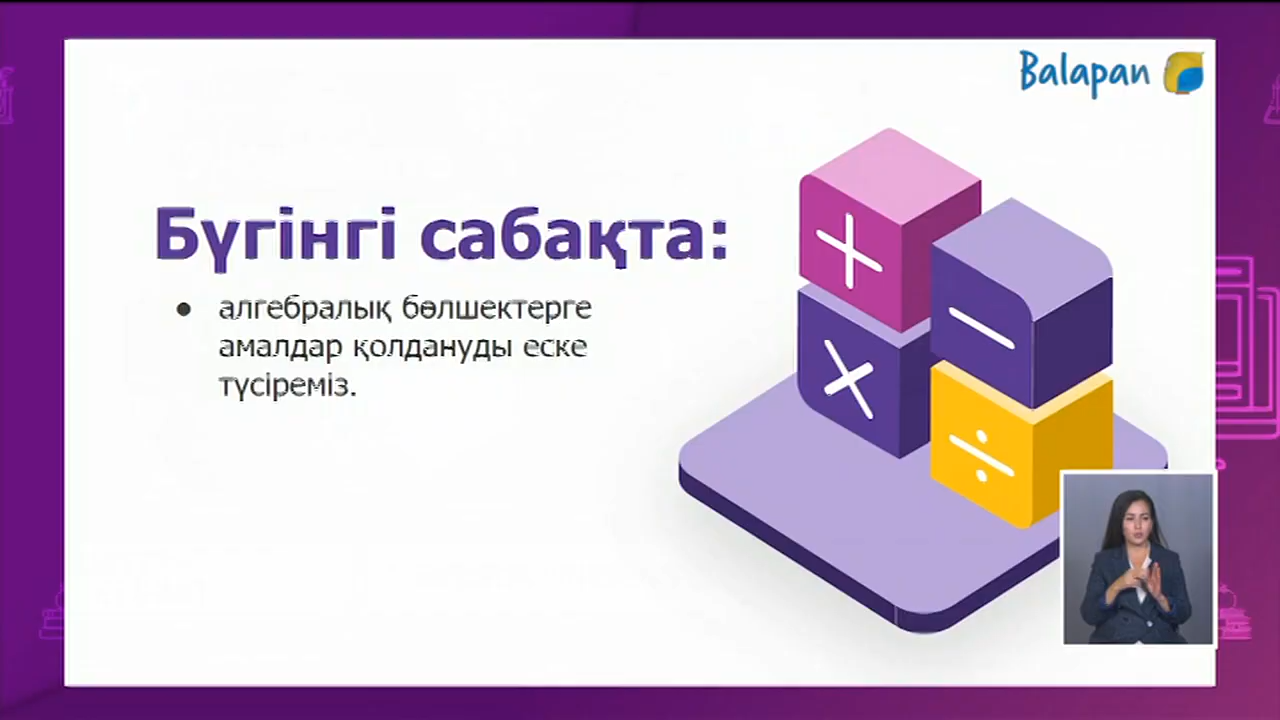 Balapan
Бүгінгі сабақта:
● алгебралық бөлшектерге
амалдар қолдануды еске
түсіреміз.